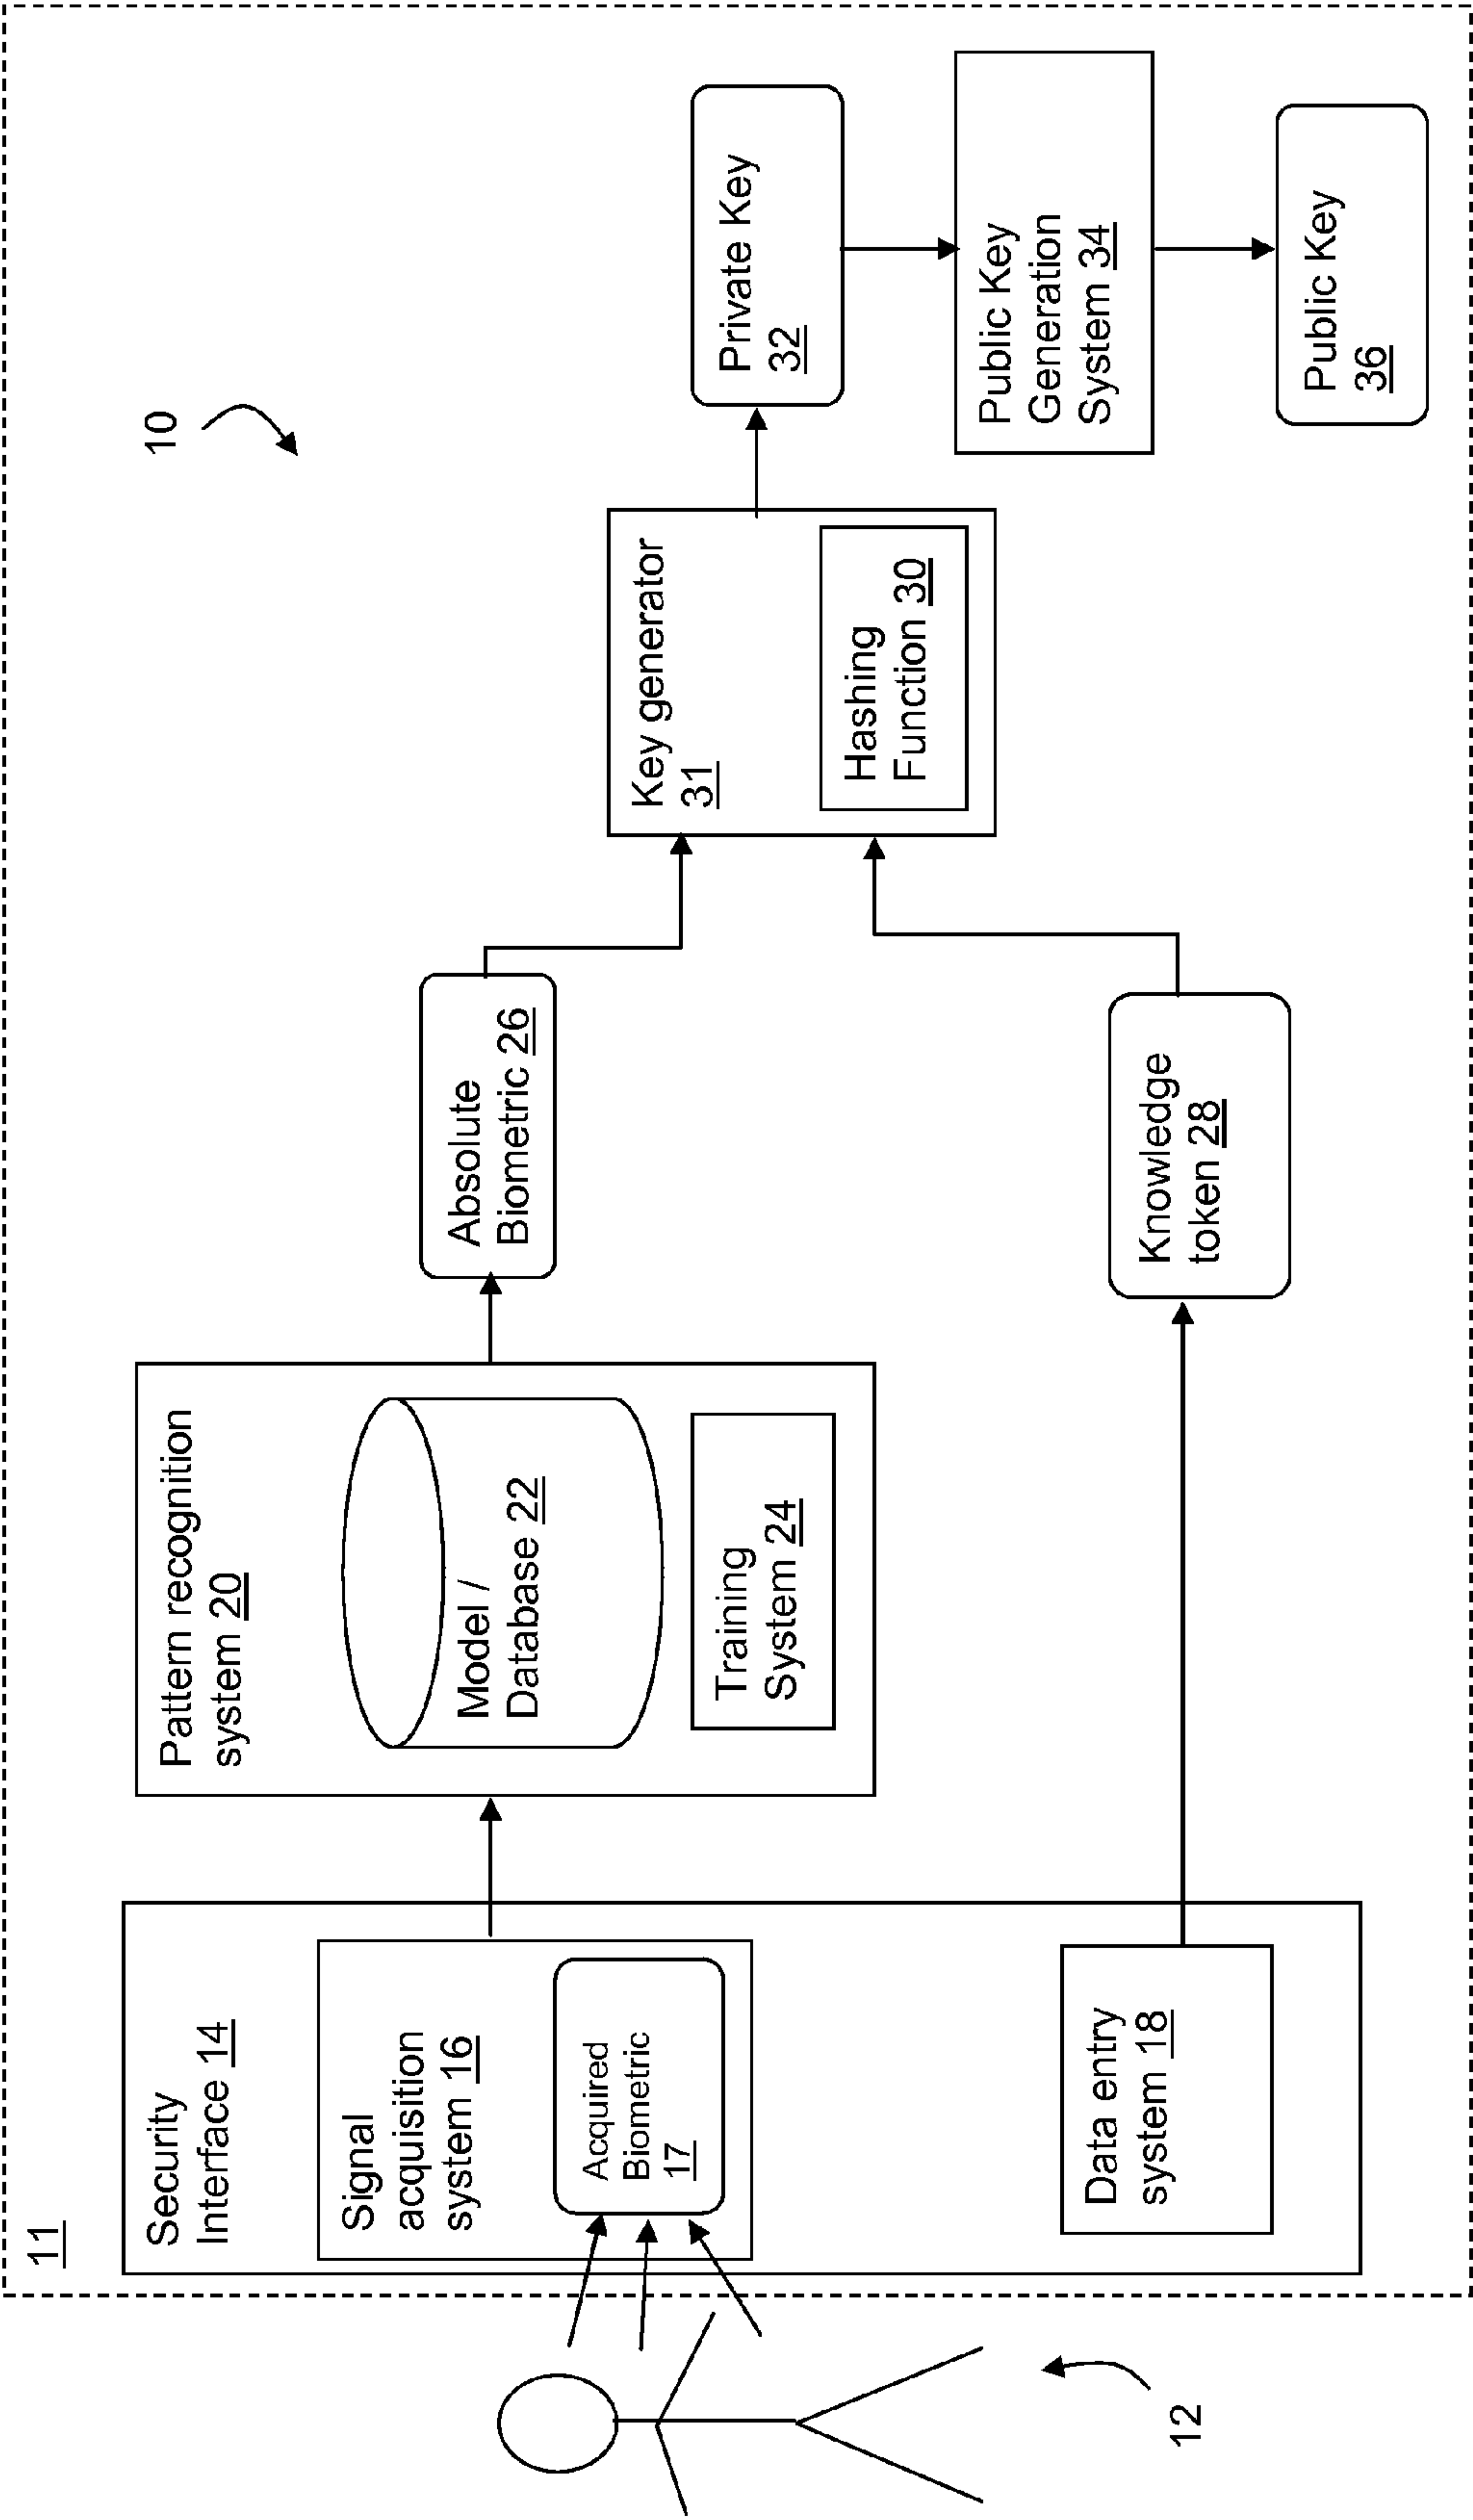 11
10
12
Security
Interface 14
Signal
acquisition
system 16
Acquired
Biometric
17
Data entry
system 18
Pattern recognition
system 20
Model /
Database 22
Training
System 24
Absolute
Biometric 26
Knowledge
token 28
Key generator
31
Hashing
Function 30
Private Key
32
Public Key
Generation
System 34
Public Key
36